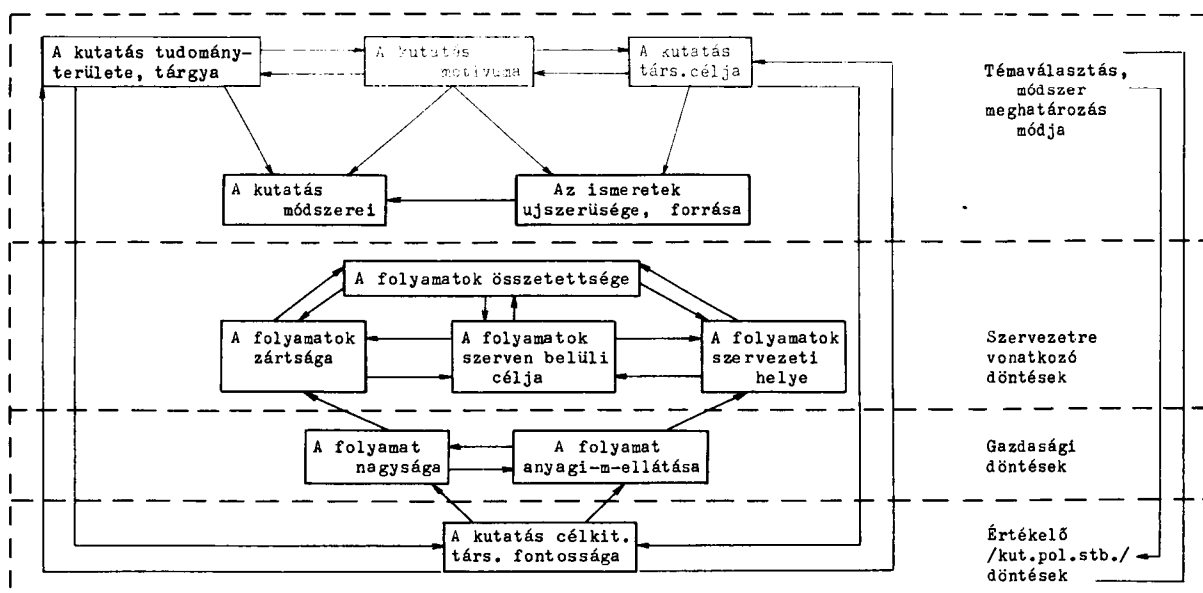 A kutatás tudomány-
területe, tárgya
A kutatás
motivuma
A kutatás
társ.célja
Témaválasztás,
módszer
meghatározás
módja
A kutatás
módszerei
Az ismeretek
ujszerüsége, forrása
A folyamatok összetettsége
A folyamatok
zártsága
A folyamatok
szerven belüli
célja
A folyamatok
szervezeti
helye
Szervezetre
vonatkozó
döntések
A folyamat
nagysága
A folyamat
anyagi-m-ellátása
Gazdasági
döntések
A kutatás célkit.
társ. fontossága
Értékelő
/kut.pol.stb./
döntések